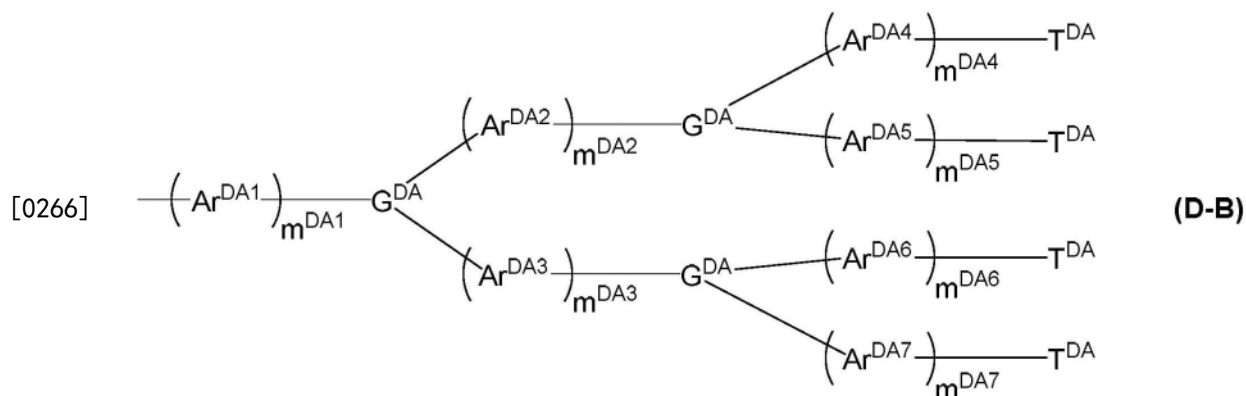 (Ar^DA4)m^DA4 T^DA
(Ar^DA2)m^DA2 G^DA (Ar^DA5)m^DA5 T^DA
[0266] (Ar^DA1)m^DA1 G^DA (D-B)
(Ar^DA3)m^DA3 G^DA (Ar^DA6)m^DA6 T^DA
(Ar^DA7)m^DA7 T^DA